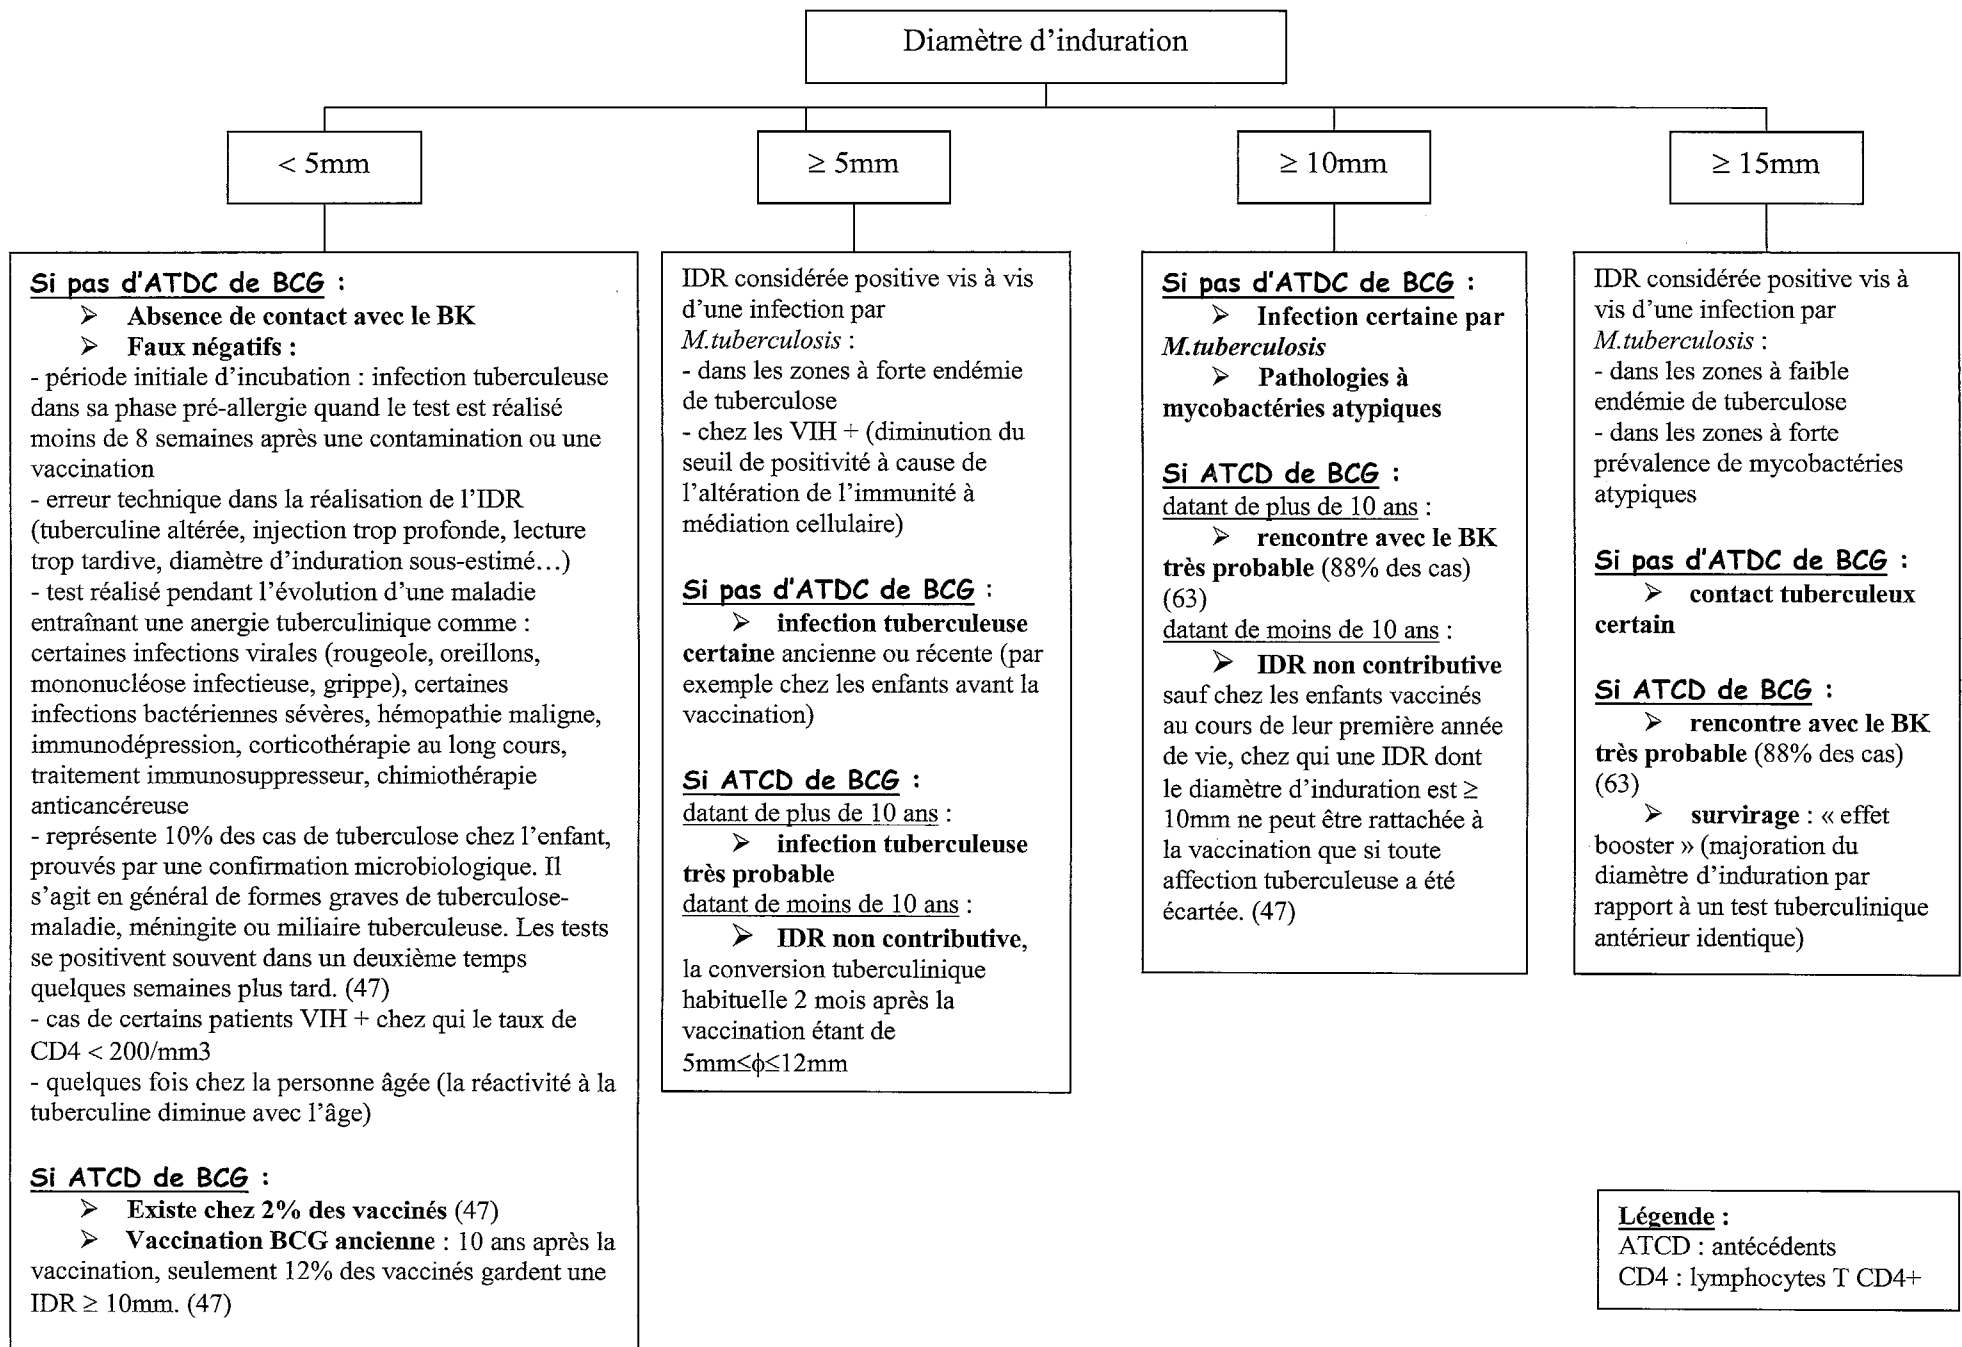 Diamètre d’induration
< 5mm
≥ 5mm
≥ 10mm
≥ 15mm
Si pas d’ATDC de BCG :
➢ Absence de contact avec le BK
➢ Faux négatifs :
- période initiale d’incubation : infection tuberculeuse
dans sa phase pré-allergie quand le test est réalisé
moins de 8 semaines après une contamination ou une
vaccination
- erreur technique dans la réalisation de l’IDR
(tuberculine altérée, injection trop profonde, lecture
trop tardive, diamètre d’induration sous-estimé…)
- test réalisé pendant l’évolution d’une maladie
entraînant une anergie tuberculinique comme :
certaines infections virales (rougeole, oreillons,
mononucléose infectieuse, grippe), certaines
infections bactériennes sévères, hémopathie maligne,
immunodépression, corticothérapie au long cours,
traitement immunosuppresseur, chimiothérapie
anticancéreuse
- représente 10% des cas de tuberculose chez l’enfant,
prouvés par une confirmation microbiologique. Il
s’agit en général de formes graves de tuberculose-
maladie, méningite ou miliaire tuberculeuse. Les tests
se positivent souvent dans un deuxième temps
quelques semaines plus tard. (47)
- cas de certains patients VIH + chez qui le taux de
CD4 < 200/mm3
- quelques fois chez la personne âgée (la réactivité à la
tuberculine diminue avec l’âge)
Si ATCD de BCG :
➢ Existe chez 2% des vaccinés (47)
➢ Vaccination BCG ancienne : 10 ans après la
vaccination, seulement 12% des vaccinés gardent une
IDR ≥ 10mm. (47)
IDR considérée positive vis à vis
d’une infection par
M.tuberculosis :
- dans les zones à forte endémie
de tuberculose
- chez les VIH + (diminution du
seuil de positivité à cause de
l’altération de l’immunité à
médiation cellulaire)
Si pas d’ATDC de BCG :
➢ infection tuberculeuse
certaine ancienne ou récente (par
exemple chez les enfants avant la
vaccination)
Si ATCD de BCG :
datant de plus de 10 ans :
➢ infection tuberculeuse
très probable
datant de moins de 10 ans :
➢ IDR non contributive,
la conversion tuberculinique
habituelle 2 mois après la
vaccination étant de
5mm≤ϕ≤12mm
Si pas d’ATDC de BCG :
➢ Infection certaine par
M.tuberculosis
➢ Pathologies à
mycobactéries atypiques
Si ATCD de BCG :
datant de plus de 10 ans :
➢ rencontre avec le BK
très probable (88% des cas)
(63)
datant de moins de 10 ans :
➢ IDR non contributive
sauf chez les enfants vaccinés
au cours de leur première année
de vie, chez qui une IDR dont
le diamètre d’induration est ≥
10mm ne peut être rattachée à
la vaccination que si toute
affection tuberculeuse a été
écartée. (47)
IDR considérée positive vis à
vis d’une infection par
M.tuberculosis :
- dans les zones à faible
endémie de tuberculose
- dans les zones à forte
prévalence de mycobactéries
atypiques
Si pas d’ATDC de BCG :
➢ contact tuberculeux
certain
Si ATCD de BCG :
➢ rencontre avec le BK
très probable (88% des cas)
(63)
➢ survirage : « effet
booster » (majoration du
diamètre d’induration par
rapport à un test tuberculinique
antérieur identique)
Légende :
ATCD : antécédents
CD4 : lymphocytes T CD4+